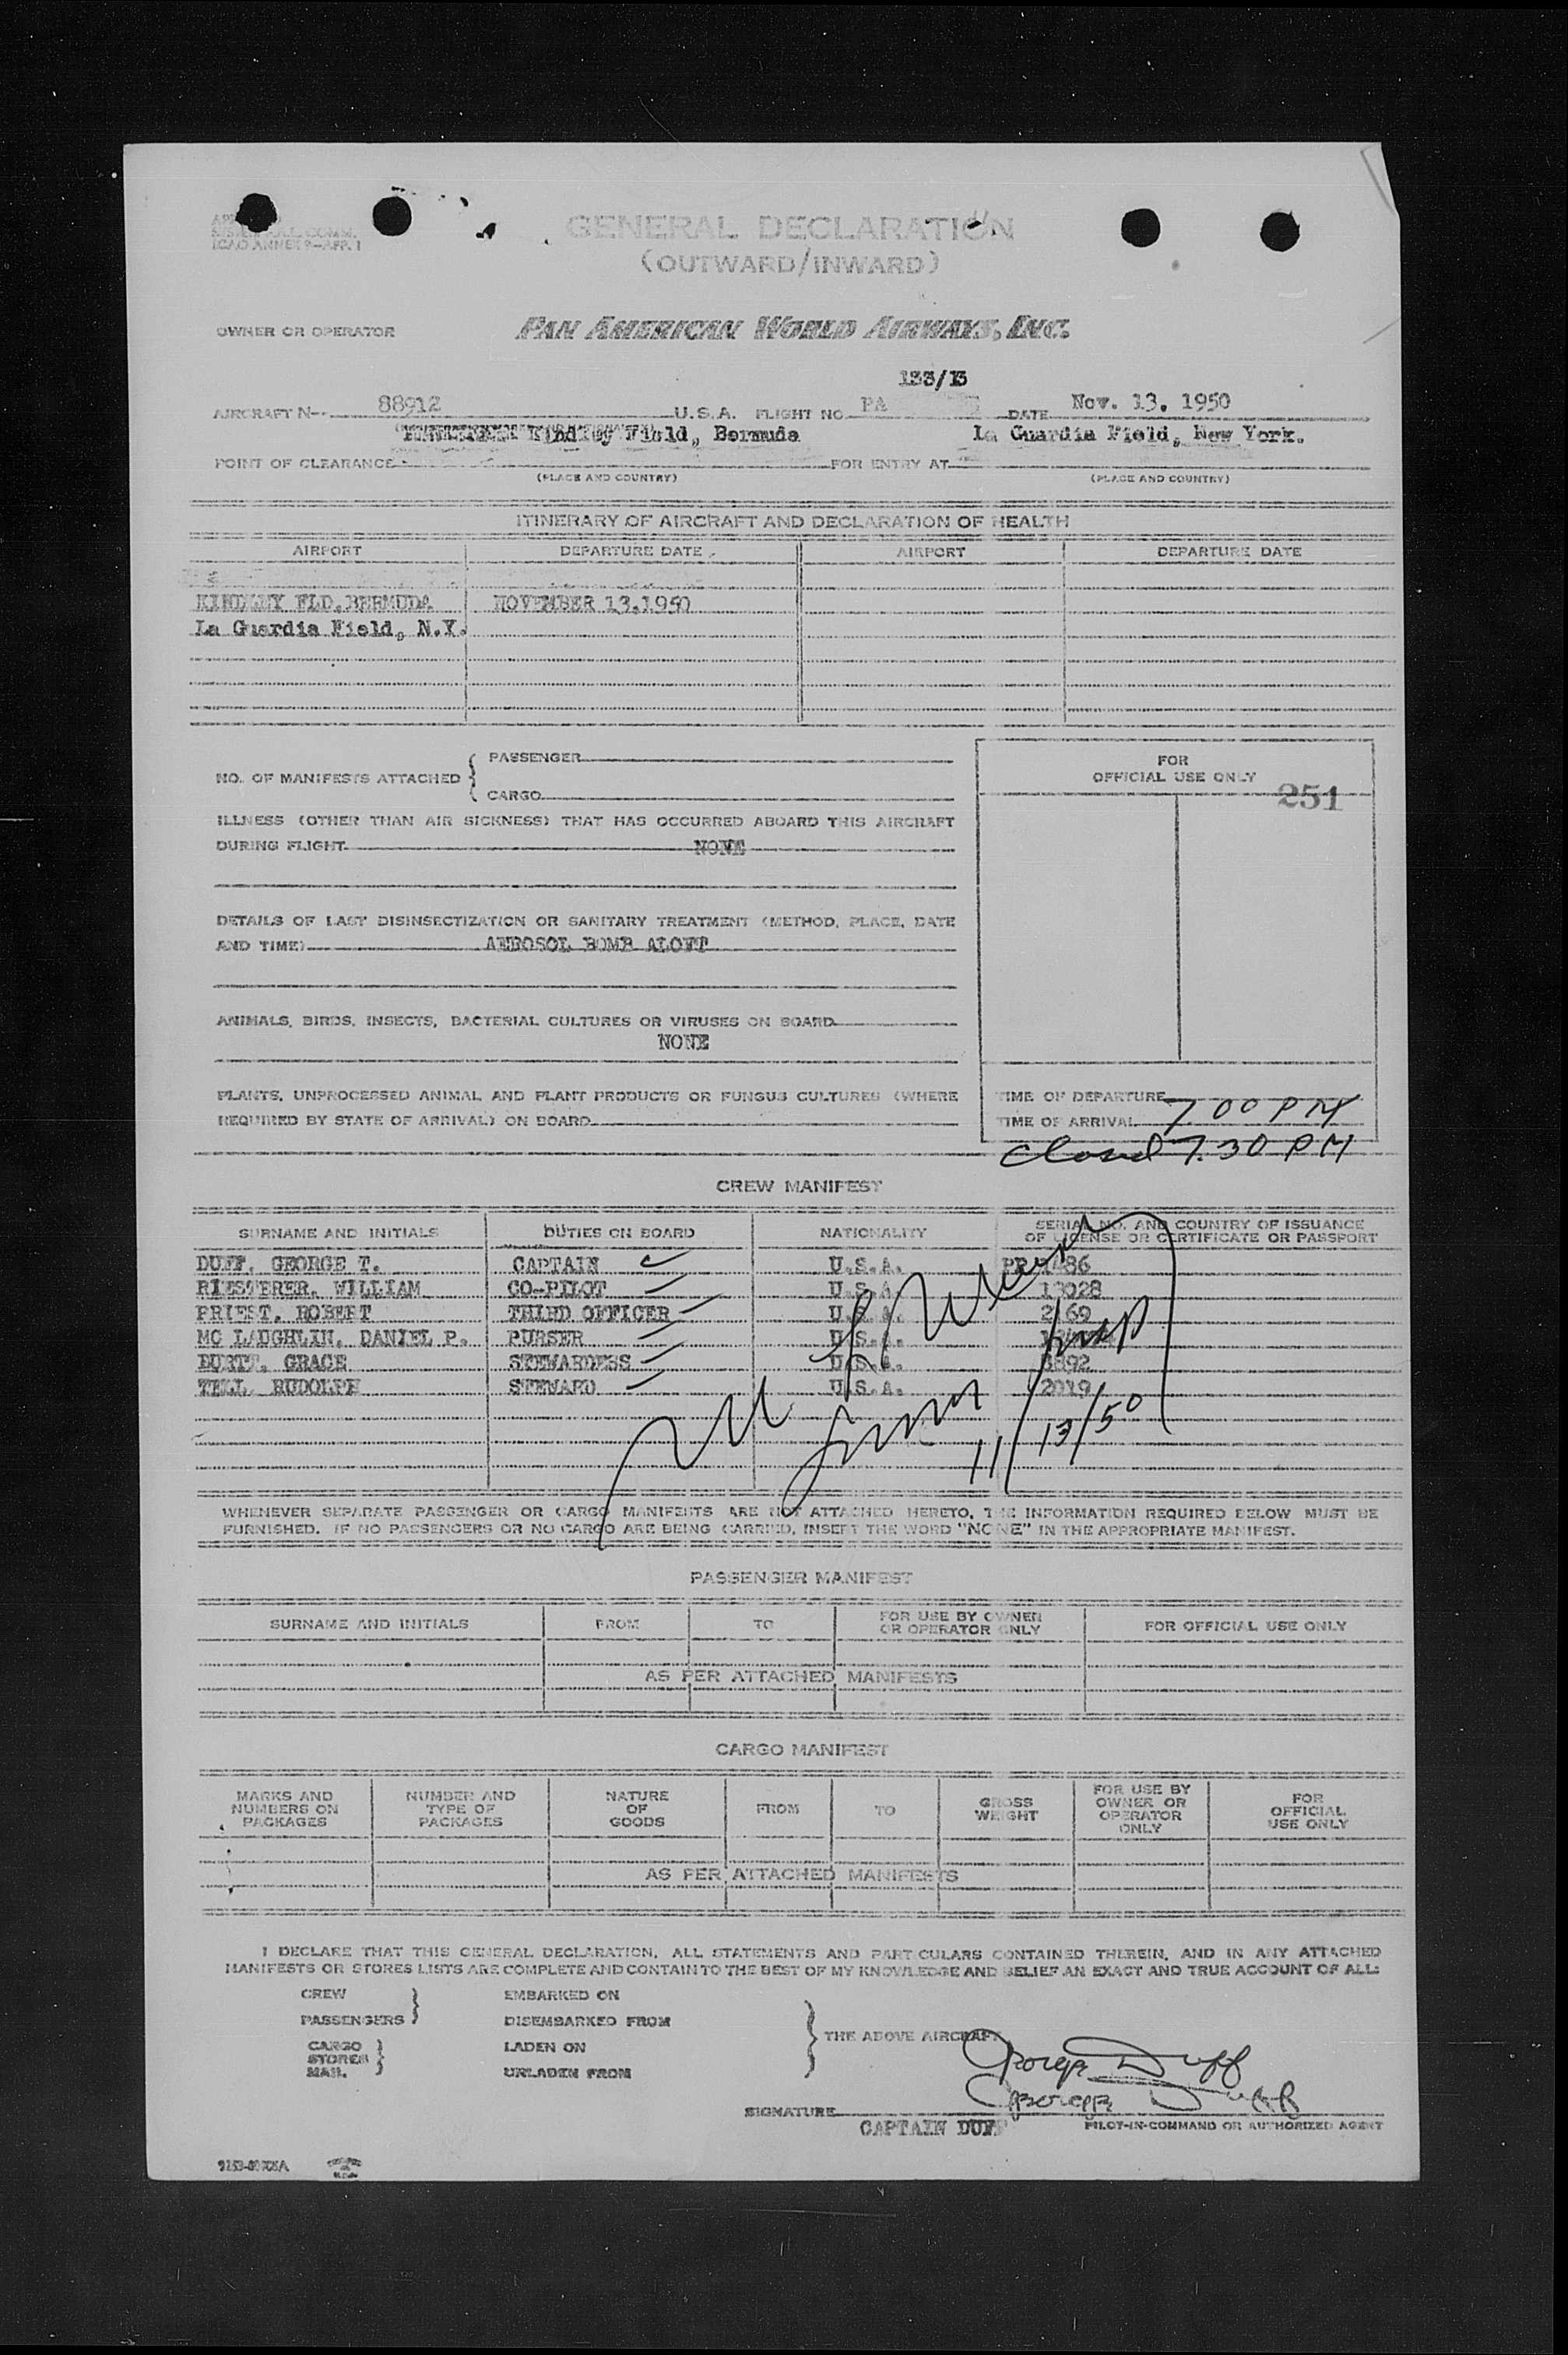 ICAO ANNEX 9—APP. 1
GENERAL DECLARATION
(OUTWARD/INWARD)
OWNER OR OPERATOR PAN AMERICAN WORLD AIRWAYS, INC.
133/13
AIRCRAFT N- 88912 U.S.A. FLIGHT NO. PA DATE Nov. 13, 1950
Kindley Field, Bermuda La Guardia Field, New York.
POINT OF CLEARANCE FOR ENTRY AT
(PLACE AND COUNTRY) (PLACE AND COUNTRY)
ITINERARY OF AIRCRAFT AND DECLARATION OF HEALTH
AIRPORT DEPARTURE DATE AIRPORT DEPARTURE DATE
KINDLEY FLD. BERMUDA NOVEMBER 13,1950
La Guardia Field, N.Y.
NO. OF MANIFESTS ATTACHED { PASSENGER
CARGO
FOR
OFFICIAL USE ONLY
251
ILLNESS (OTHER THAN AIR SICKNESS) THAT HAS OCCURRED ABOARD THIS AIRCRAFT
DURING FLIGHT NONE
DETAILS OF LAST DISINSECTIZATION OR SANITARY TREATMENT (METHOD, PLACE, DATE
AND TIME) AEROSOL BOMB ALOFT
ANIMALS, BIRDS, INSECTS, BACTERIAL CULTURES OR VIRUSES ON BOARD
NONE
PLANTS, UNPROCESSED ANIMAL AND PLANT PRODUCTS OR FUNGUS CULTURES (WHERE
REQUIRED BY STATE OF ARRIVAL) ON BOARD
TIME OF DEPARTURE
TIME OF ARRIVAL 7.00 PM
Closed 7.30 PM
CREW MANIFEST
SURNAME AND INITIALS DUTIES ON BOARD NATIONALITY SERIAL NO. AND COUNTRY OF ISSUANCE
OF LICENSE OR CERTIFICATE OR PASSPORT
DUFF, GEORGE T. CAPTAIN U.S.A.
RIESTERER, WILLIAM CO-PILOT U.S.A.
PRIEST, ROBERT THIRD OFFICER U.S.A.
MC LAUGHLIN, DANIEL P. PURSER U.S.A.
GRACE STEWARDESS U.S.A.
TELL RUDOLPH STEWARD U.S.A. 2019
11/13/50
WHENEVER SEPARATE PASSENGER OR CARGO MANIFESTS ARE NOT ATTACHED HERETO, THE INFORMATION REQUIRED BELOW MUST BE
FURNISHED. IF NO PASSENGERS OR NO CARGO ARE BEING CARRIED, INSERT THE WORD "NONE" IN THE APPROPRIATE MANIFEST.
PASSENGER MANIFEST
SURNAME AND INITIALS FROM TO FOR USE BY OWNER
OR OPERATOR ONLY FOR OFFICIAL USE ONLY
AS PER ATTACHED MANIFESTS
CARGO MANIFEST
MARKS AND
NUMBERS ON
PACKAGES NUMBER AND
TYPE OF
PACKAGES NATURE
OF
GOODS FROM TO GROSS
WEIGHT FOR USE BY
OWNER OR
OPERATOR
ONLY FOR
OFFICIAL
USE ONLY
AS PER ATTACHED MANIFESTS
I DECLARE THAT THIS GENERAL DECLARATION, ALL STATEMENTS AND PARTICULARS CONTAINED THEREIN, AND IN ANY ATTACHED
MANIFESTS OR STORES LISTS ARE COMPLETE AND CONTAIN TO THE BEST OF MY KNOWLEDGE AND BELIEF AN EXACT AND TRUE ACCOUNT OF ALL:
CREW EMBARKED ON
PASSENGERS } DISEMBARKED FROM
CARGO LADEN ON } THE ABOVE AIRCRAFT
STORES }
MAIL UNLADEN FROM
George Duff
George Duff
SIGNATURE
CAPTAIN DUFF PILOT-IN-COMMAND OR AUTHORIZED AGENT